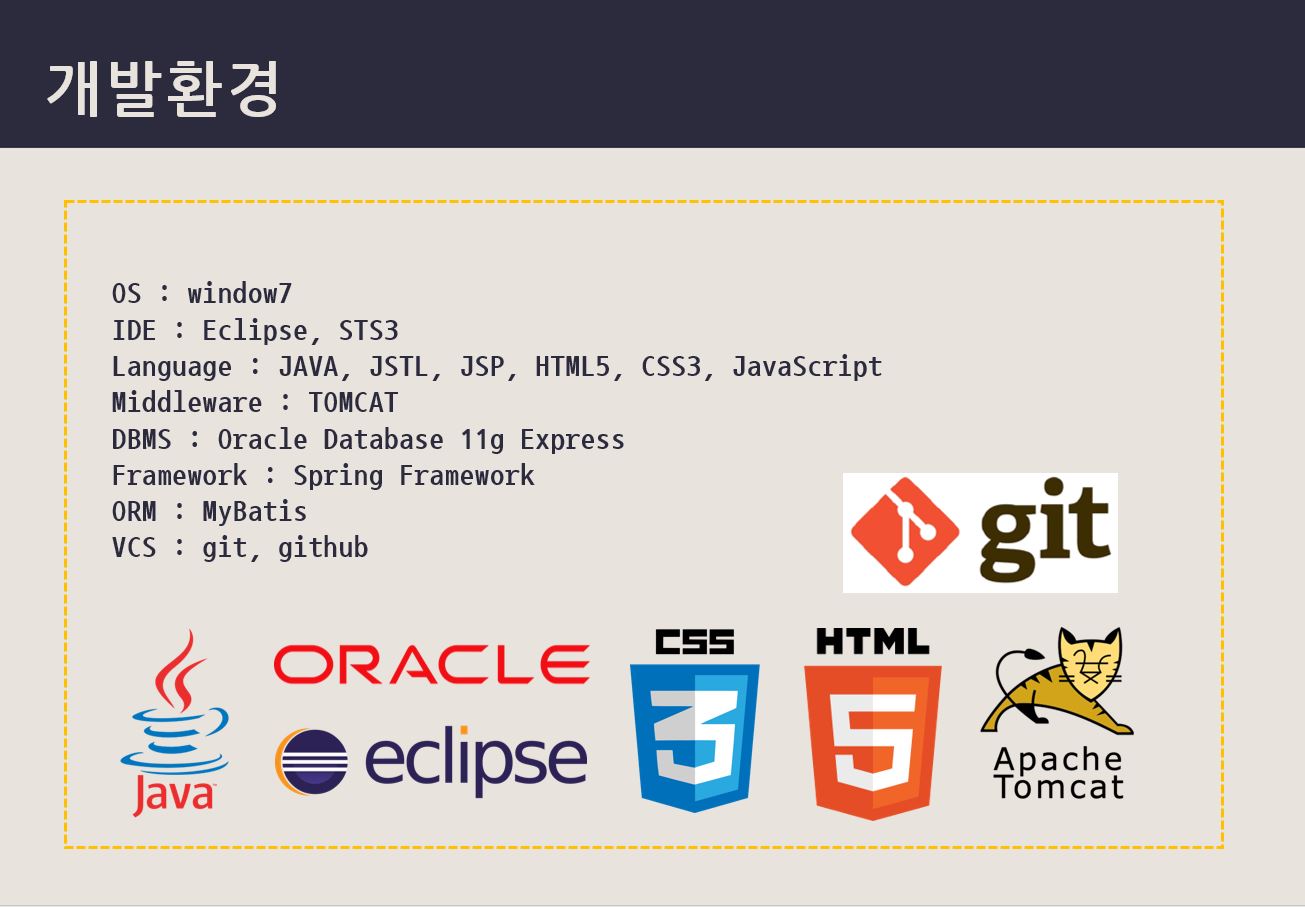 개발환경
OS : window7
IDE : Eclipse, STS3
Language : JAVA, JSTL, JSP, HTML5, CSS3, JavaScript
Middleware : TOMCAT
DBMS : Oracle Database 11g Express
Framework : Spring Framework
ORM : MyBatis
VCS : git, github
git
Java™
ORACLE
eclipse
CSS
3
HTML
5
Apache
Tomcat